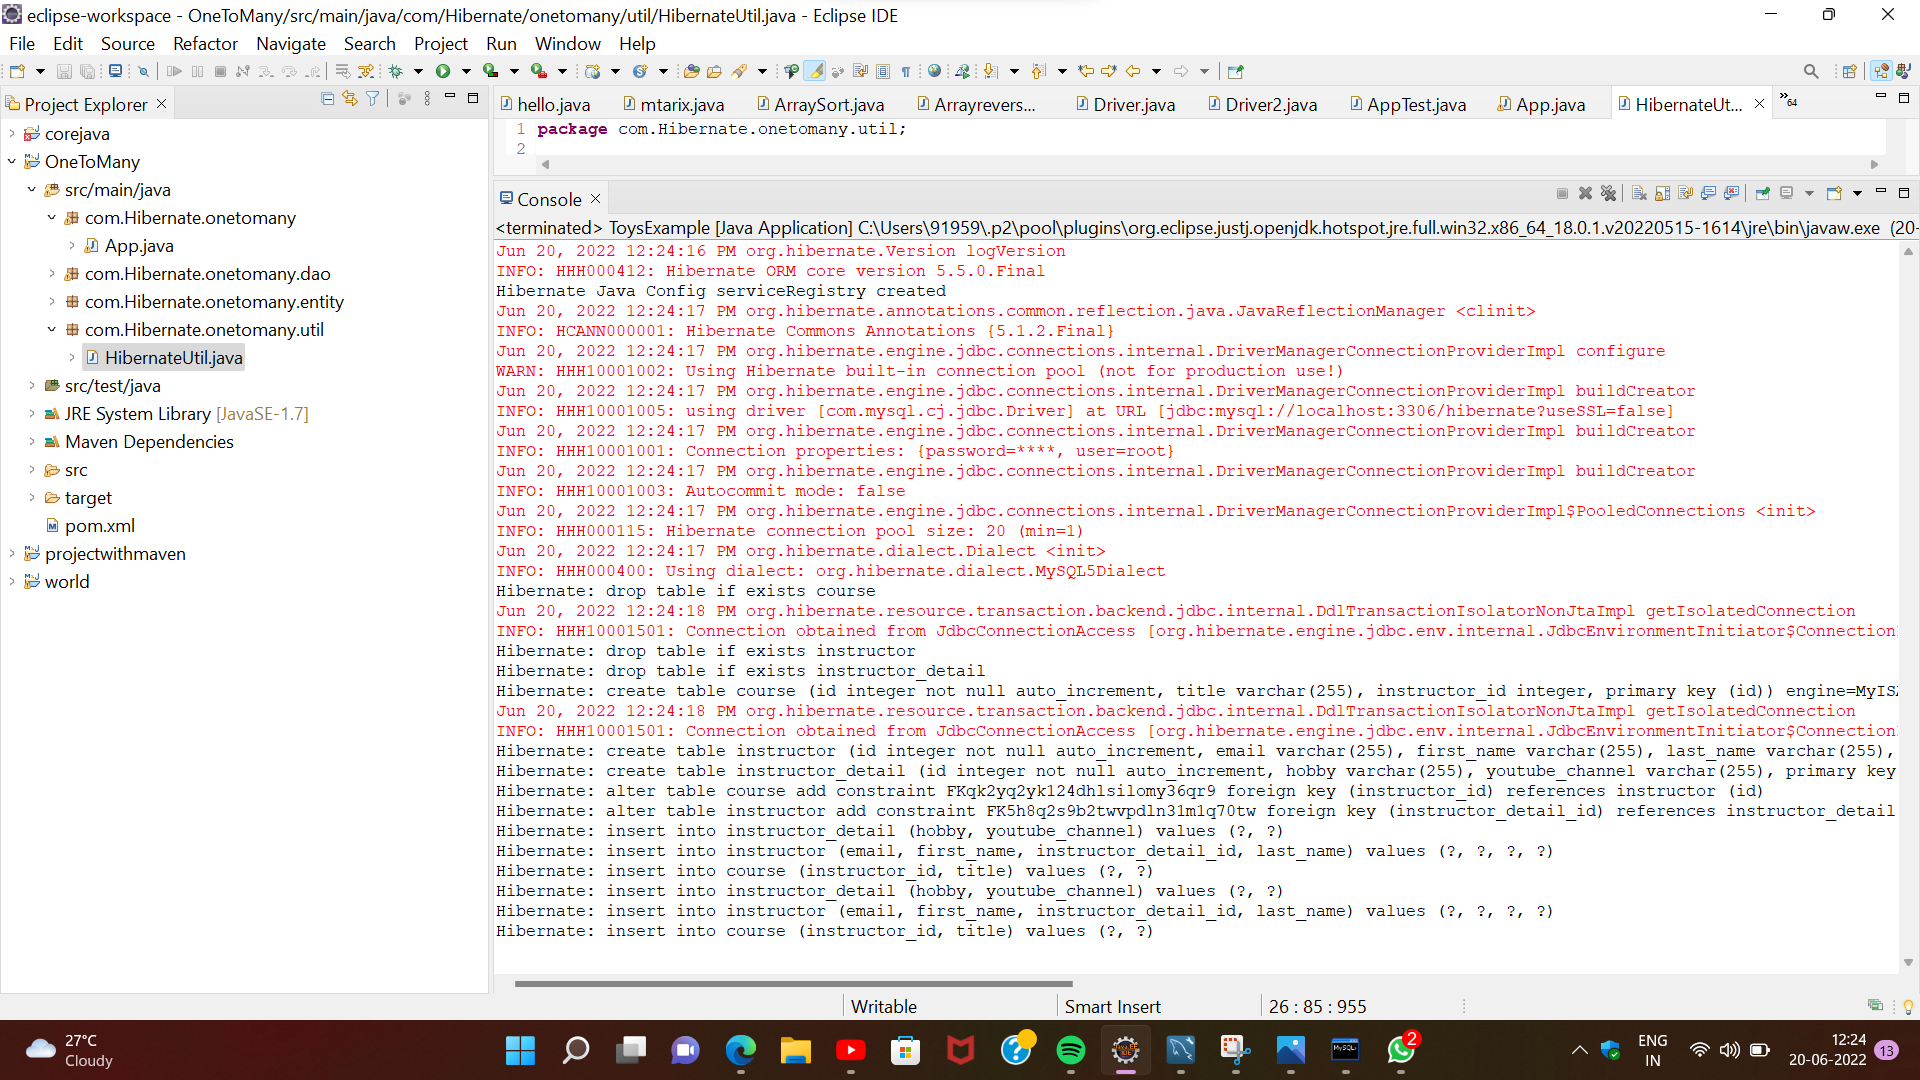 eclipse-workspace - OneToMany/src/main/java/com/Hibernate/onetomany/util/HibernateUtil.java - Eclipse IDE
File Edit Source Refactor Navigate Search Project Run Window Help
Project Explorer
corejava
OneToMany
src/main/java
com.Hibernate.onetomany
App.java
com.Hibernate.onetomany.dao
com.Hibernate.onetomany.entity
com.Hibernate.onetomany.util
HibernateUtil.java
src/test/java
JRE System Library [JavaSE-1.7]
Maven Dependencies
src
target
pom.xml
projectwithmaven
world
hello.java mtarix.java ArraySort.java Arrayrevers... Driver.java Driver2.java AppTest.java App.java HibernateUt... 64
1 package com.Hibernate.onetomany.util;
2
Console
<terminated> ToysExample [Java Application] C:\Users\91959\.p2\pool\plugins\org.eclipse.justj.openjdk.hotspot.jre.full.win32.x86_64_18.0.1.v20220515-1614\jre\bin\javaw.exe (20-
Jun 20, 2022 12:24:16 PM org.hibernate.Version logVersion
INFO: HHH000412: Hibernate ORM core version 5.5.0.Final
Hibernate Java Config serviceRegistry created
Jun 20, 2022 12:24:17 PM org.hibernate.annotations.common.reflection.java.JavaReflectionManager <clinit>
INFO: HCANN000001: Hibernate Commons Annotations {5.1.2.Final}
Jun 20, 2022 12:24:17 PM org.hibernate.engine.jdbc.connections.internal.DriverManagerConnectionProviderImpl configure
WARN: HHH10001002: Using Hibernate built-in connection pool (not for production use!)
Jun 20, 2022 12:24:17 PM org.hibernate.engine.jdbc.connections.internal.DriverManagerConnectionProviderImpl buildCreator
INFO: HHH10001005: using driver [com.mysql.cj.jdbc.Driver] at URL [jdbc:mysql://localhost:3306/hibernate?useSSL=false]
Jun 20, 2022 12:24:17 PM org.hibernate.engine.jdbc.connections.internal.DriverManagerConnectionProviderImpl buildCreator
INFO: HHH10001001: Connection properties: {password=****, user=root}
Jun 20, 2022 12:24:17 PM org.hibernate.engine.jdbc.connections.internal.DriverManagerConnectionProviderImpl buildCreator
INFO: HHH10001003: Autocommit mode: false
Jun 20, 2022 12:24:17 PM org.hibernate.engine.jdbc.connections.internal.DriverManagerConnectionProviderImpl$PooledConnections <init>
INFO: HHH000115: Hibernate connection pool size: 20 (min=1)
Jun 20, 2022 12:24:17 PM org.hibernate.dialect.Dialect <init>
INFO: HHH000400: Using dialect: org.hibernate.dialect.MySQL5Dialect
Hibernate: drop table if exists course
Jun 20, 2022 12:24:18 PM org.hibernate.resource.transaction.backend.jdbc.internal.DdlTransactionIsolatorNonJtaImpl getIsolatedConnection
INFO: HHH10001501: Connection obtained from JdbcConnectionAccess [org.hibernate.engine.jdbc.env.internal.JdbcEnvironmentInitiator$Connection
Hibernate: drop table if exists instructor
Hibernate: drop table if exists instructor_detail
Hibernate: create table course (id integer not null auto_increment, title varchar(255), instructor_id integer, primary key (id)) engine=MyIS
Jun 20, 2022 12:24:18 PM org.hibernate.resource.transaction.backend.jdbc.internal.DdlTransactionIsolatorNonJtaImpl getIsolatedConnection
INFO: HHH10001501: Connection obtained from JdbcConnectionAccess [org.hibernate.engine.jdbc.env.internal.JdbcEnvironmentInitiator$Connection
Hibernate: create table instructor (id integer not null auto_increment, email varchar(255), first_name varchar(255), last_name varchar(255),
Hibernate: create table instructor_detail (id integer not null auto_increment, hobby varchar(255), youtube_channel varchar(255), primary key
Hibernate: alter table course add constraint FKqk2yq2yk124dhlsilomy36qr9 foreign key (instructor_id) references instructor (id)
Hibernate: alter table instructor add constraint FK5h8q2s9b2twvpdln31m1q70tw foreign key (instructor_detail_id) references instructor_detail
Hibernate: insert into instructor_detail (hobby, youtube_channel) values (?, ?)
Hibernate: insert into instructor (email, first_name, instructor_detail_id, last_name) values (?, ?, ?, ?)
Hibernate: insert into course (instructor_id, title) values (?, ?)
Hibernate: insert into instructor_detail (hobby, youtube_channel) values (?, ?)
Hibernate: insert into instructor (email, first_name, instructor_detail_id, last_name) values (?, ?, ?, ?)
Hibernate: insert into course (instructor_id, title) values (?, ?)
Writable Smart Insert 26 : 85 : 955
27°C
Cloudy
2
ENG
IN
12:24
20-06-2022
13